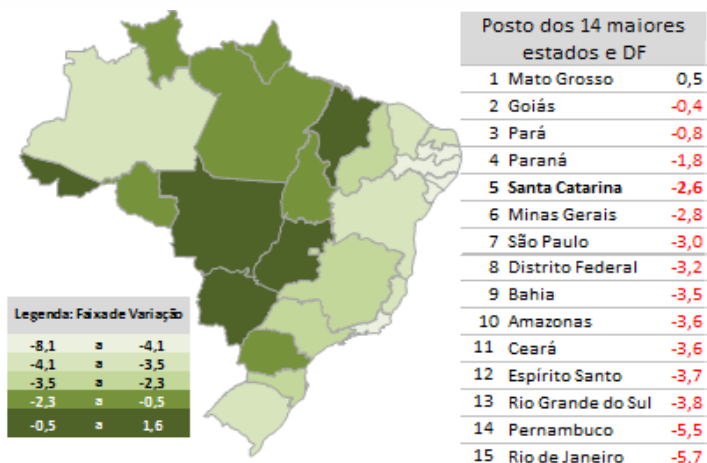 Posto dos 14 maiores
estados e DF
1 Mato Grosso 0,5
2 Goiás -0,4
3 Pará -0,8
4 Paraná -1,8
5 Santa Catarina -2,6
6 Minas Gerais -2,8
7 São Paulo -3,0
8 Distrito Federal -3,2
9 Bahia -3,5
10 Amazonas -3,6
11 Ceará -3,6
12 Espírito Santo -3,7
13 Rio Grande do Sul -3,8
14 Pernambuco -5,5
15 Rio de Janeiro -5,7
Legenda: Faixa de Variação
-8,1 a -4,1
-4,1 a -3,5
-3,5 a -2,3
-2,3 a -0,5
-0,5 a 1,6